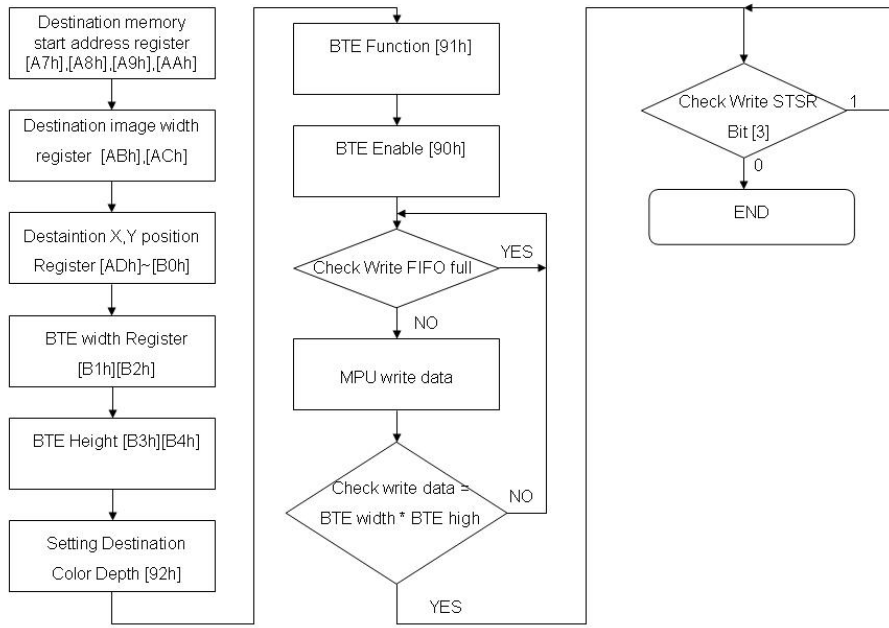 Destination memory
start address register
[A7h],[A8h],[A9h],[AAh]
Destination image width
register [ABh],[ACh]
Destaintion X,Y position
Register [ADh]~[B0h]
BTE width Register
[B1h][B2h]
BTE Height [B3h][B4h]
Setting Destination
Color Depth [92h]
BTE Function [91h]
BTE Enable [90h]
Check Write FIFO full
YES
NO
MPU write data
Check write data =
BTE width * BTE high
NO
YES
Check Write STSR
Bit [3]
1
0
END